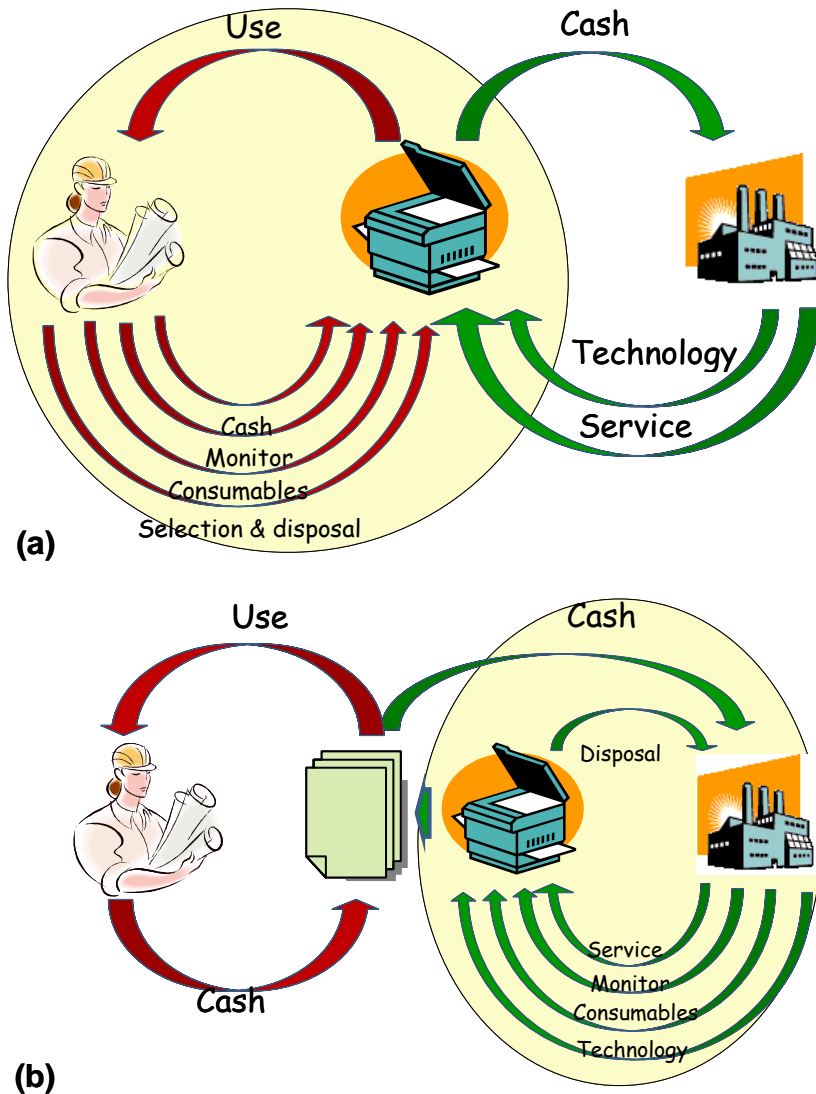 Use
Cash
Technology
Service
Cash
Monitor
Consumables
Selection & disposal
(a)
Use
Cash
Disposal
Service
Monitor
Consumables
Technology
Cash
(b)